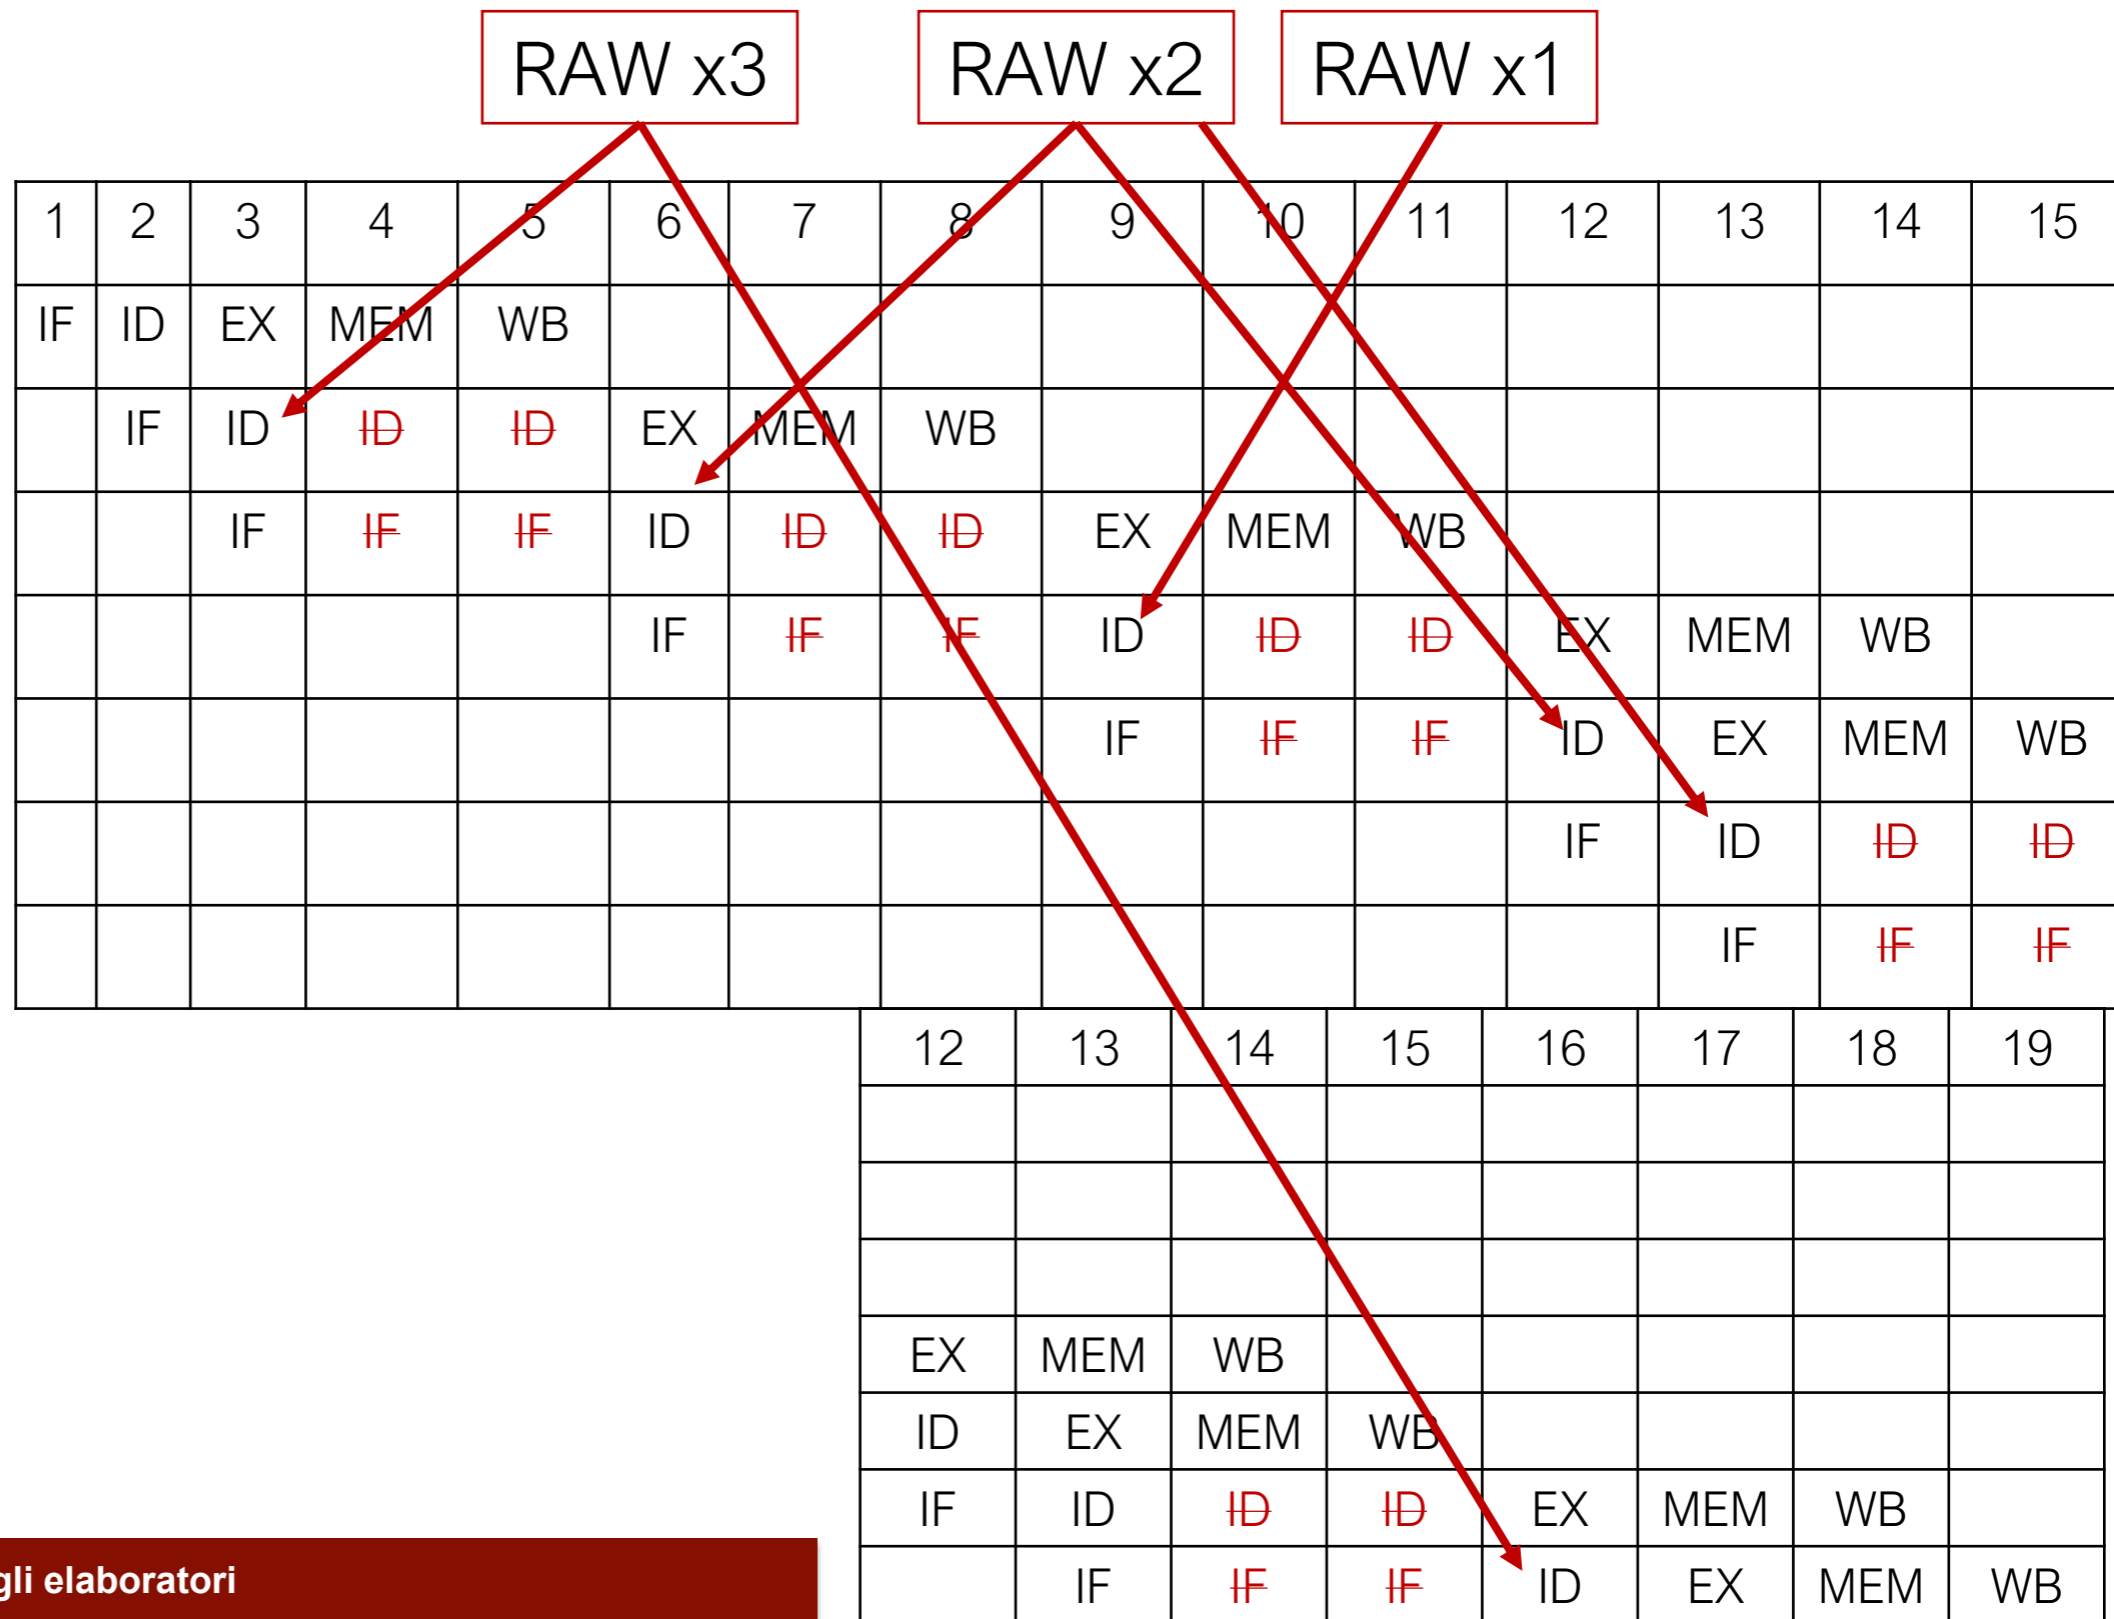 RAW x3 RAW x2 RAW x1
1 2 3 4 5 6 7 8 9 10 11 12 13 14 15
IF ID EX MEM WB
IF ID ID ID EX MEM WB
IF IF IF ID ID ID EX MEM WB
IF IF IF ID ID ID EX MEM WB
IF IF IF ID EX MEM WB
IF ID ID ID
IF IF IF
12 13 14 15 16 17 18 19
EX MEM WB
ID EX MEM WB
IF ID ID ID EX MEM WB
IF IF IF ID EX MEM WB
gli elaboratori